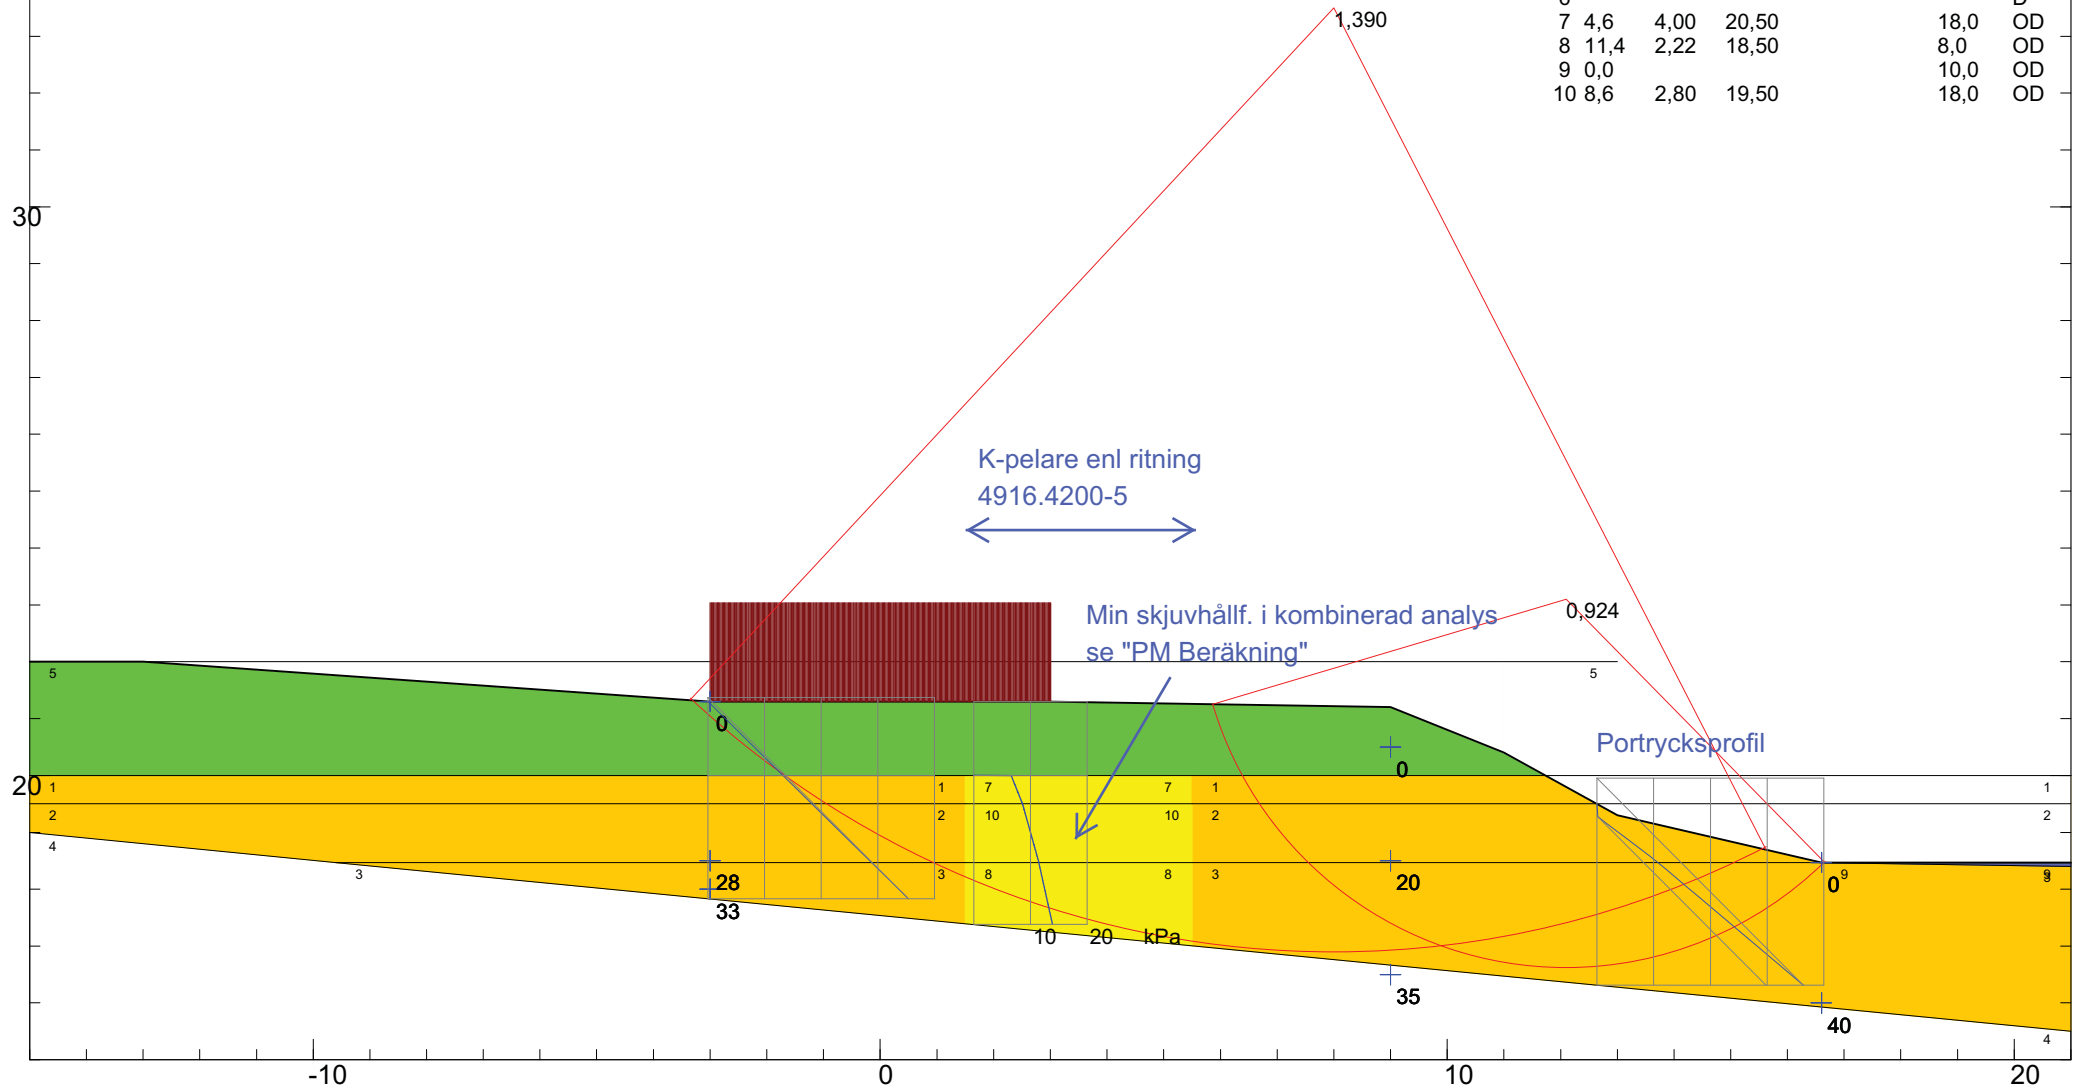 1,390
7 4,6 4,00 20,50 18,0 OD
8 11,4 2,22 18,50 8,0 OD
9 0,0 10,0 OD
10 8,6 2,80 19,50 18,0 OD
30
K-pelare enl ritning
4916.4200-5
Min skjuvhållf. i kombinerad analys
se "PM Beräkning"
0,924
5 5
0
Portrycksprofil
0
20 1 1 7 7 1 1
2 2 10 10 2 2
4 3 3 8 8 3 9
28 20 0
33
10 20 kPa
35
40
4
-10 0 10 20